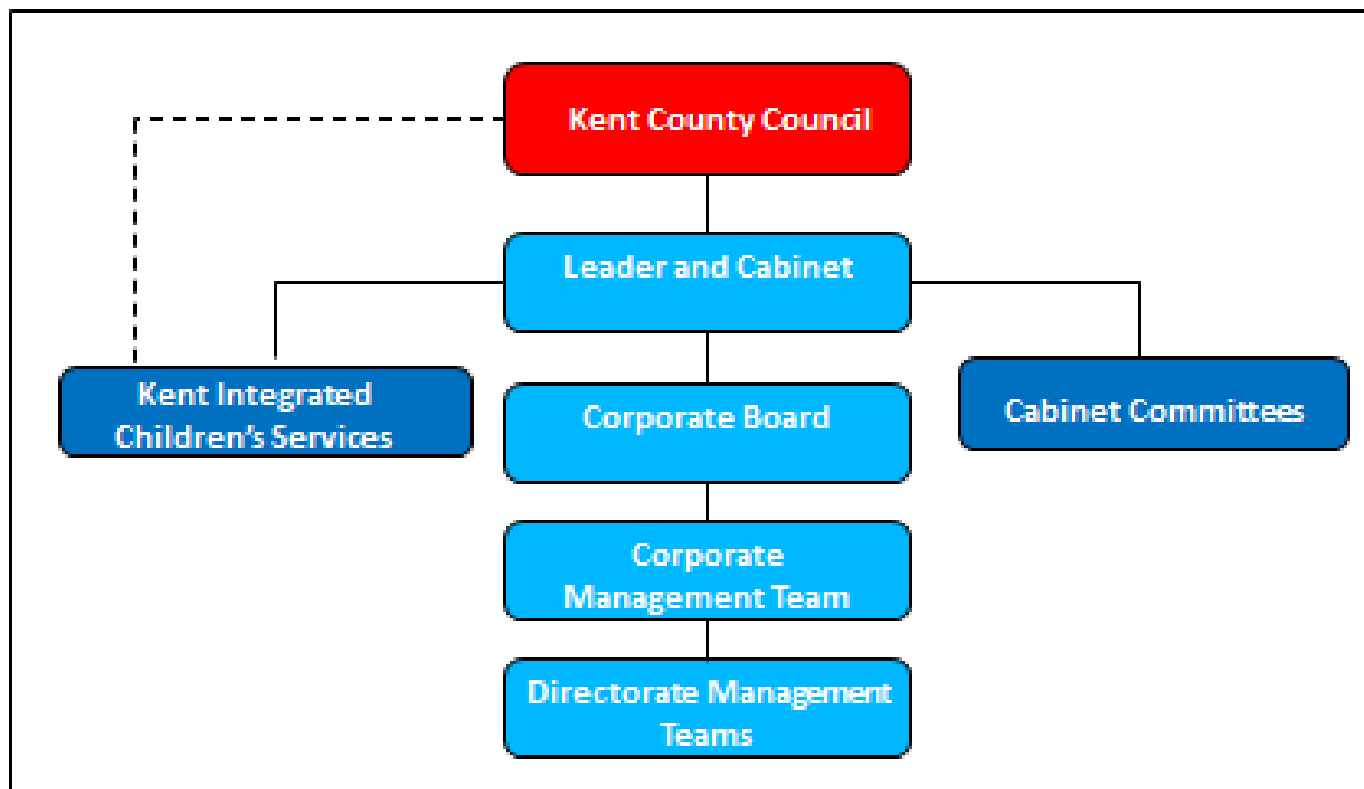 Kent County Council
Leader and Cabinet
Kent Integrated
Children's Services
Corporate Board
Cabinet Committees
Corporate
Management Team
Directorate Management
Teams